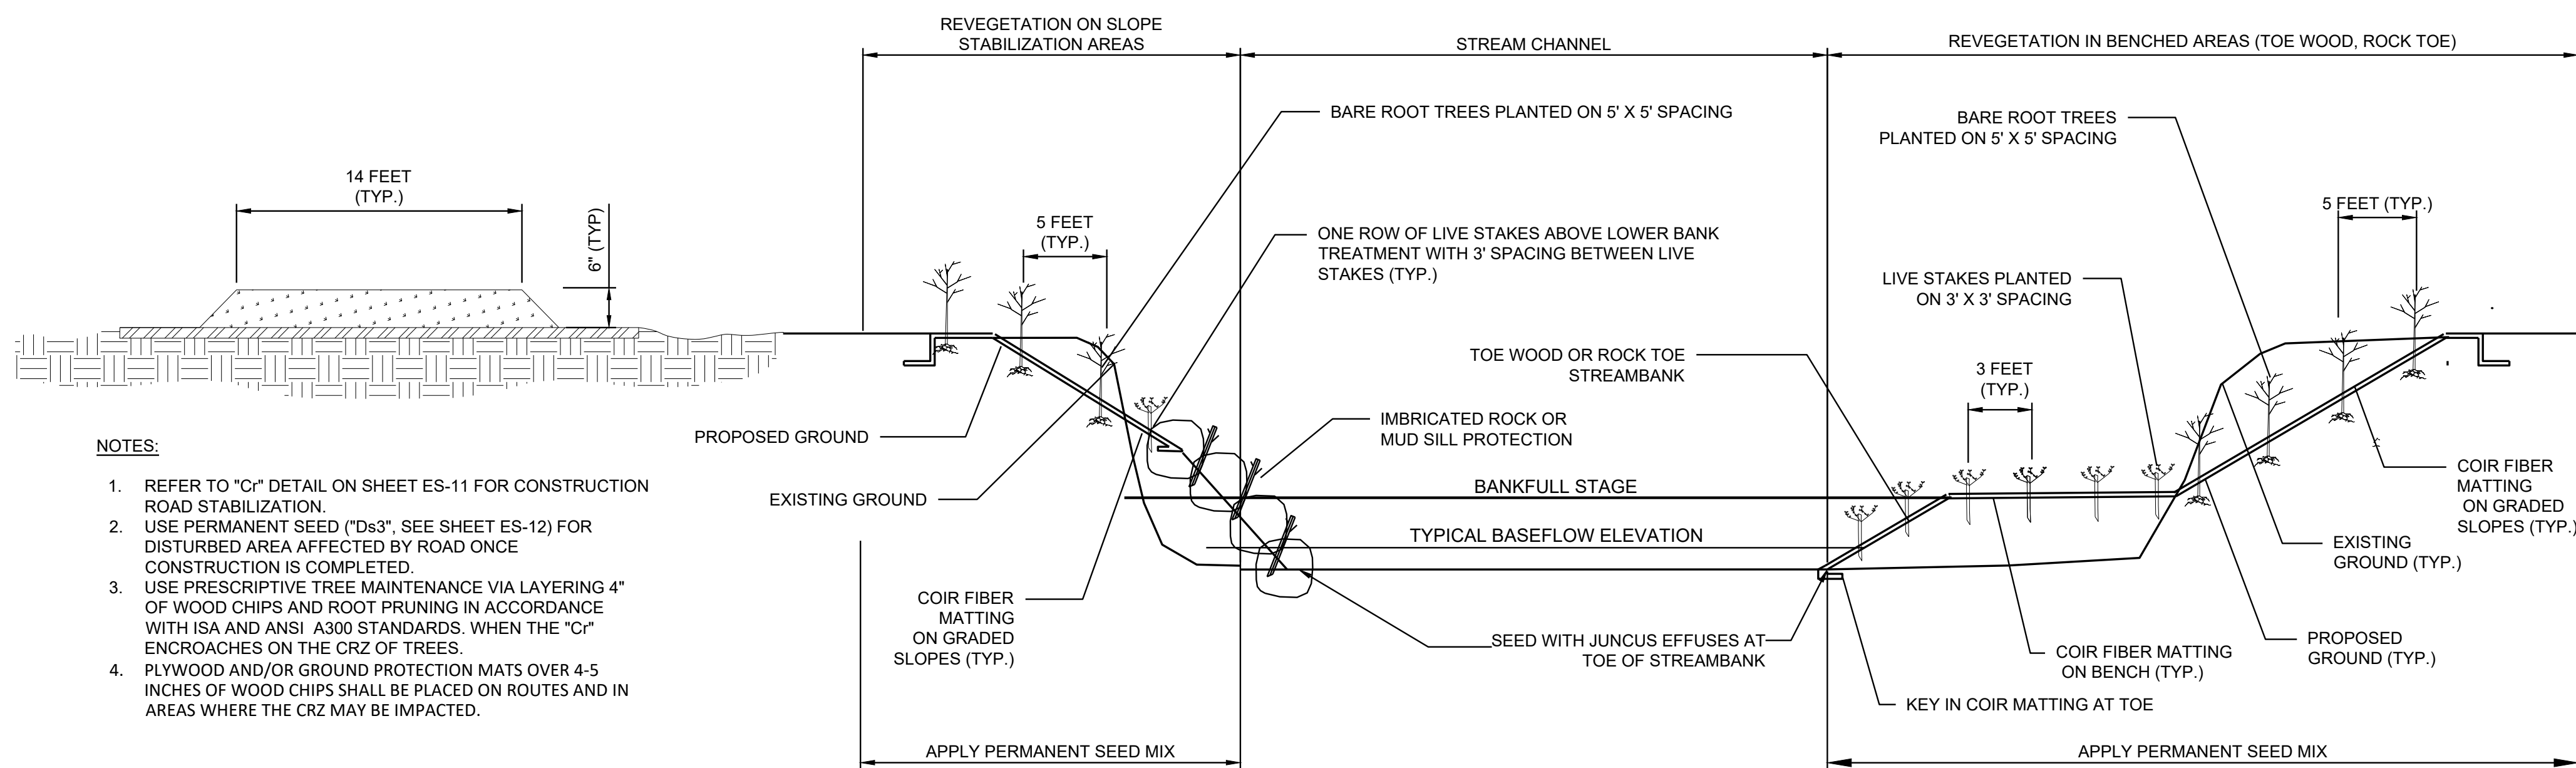 REVEGETATION ON SLOPE
STABILIZATION AREAS
STREAM CHANNEL
REVEGETATION IN BENCHED AREAS (TOE WOOD, ROCK TOE)
14 FEET
(TYP.)
6" (TYP)
5 FEET
(TYP.)
BARE ROOT TREES PLANTED ON 5' X 5' SPACING
ONE ROW OF LIVE STAKES ABOVE LOWER BANK
TREATMENT WITH 3' SPACING BETWEEN LIVE
STAKES (TYP.)
BARE ROOT TREES
PLANTED ON 5' X 5' SPACING
5 FEET (TYP.)
LIVE STAKES PLANTED
ON 3' X 3' SPACING
TOE WOOD OR ROCK TOE
STREAMBANK
3 FEET
(TYP.)
IMBRICATED ROCK OR
MUD SILL PROTECTION
PROPOSED GROUND
EXISTING GROUND
BANKFULL STAGE
TYPICAL BASEFLOW ELEVATION
COIR FIBER
MATTING
ON GRADED
SLOPES (TYP.)
EXISTING
GROUND (TYP.)
COIR FIBER
MATTING
ON GRADED
SLOPES (TYP.)
SEED WITH JUNCUS EFFUSES AT
TOE OF STREAMBANK
COIR FIBER MATTING
ON BENCH (TYP.)
PROPOSED
GROUND (TYP.)
KEY IN COIR MATTING AT TOE
APPLY PERMANENT SEED MIX
APPLY PERMANENT SEED MIX
NOTES:
1. REFER TO "Cr" DETAIL ON SHEET ES-11 FOR CONSTRUCTION
ROAD STABILIZATION.
2. USE PERMANENT SEED ("Ds3", SEE SHEET ES-12) FOR
DISTURBED AREA AFFECTED BY ROAD ONCE
CONSTRUCTION IS COMPLETED.
3. USE PRESCRIPTIVE TREE MAINTENANCE VIA LAYERING 4"
OF WOOD CHIPS AND ROOT PRUNING IN ACCORDANCE
WITH ISA AND ANSI A300 STANDARDS. WHEN THE "Cr"
ENCROACHES ON THE CRZ OF TREES.
4. PLYWOOD AND/OR GROUND PROTECTION MATS OVER 4-5
INCHES OF WOOD CHIPS SHALL BE PLACED ON ROUTES AND IN
AREAS WHERE THE CRZ MAY BE IMPACTED.